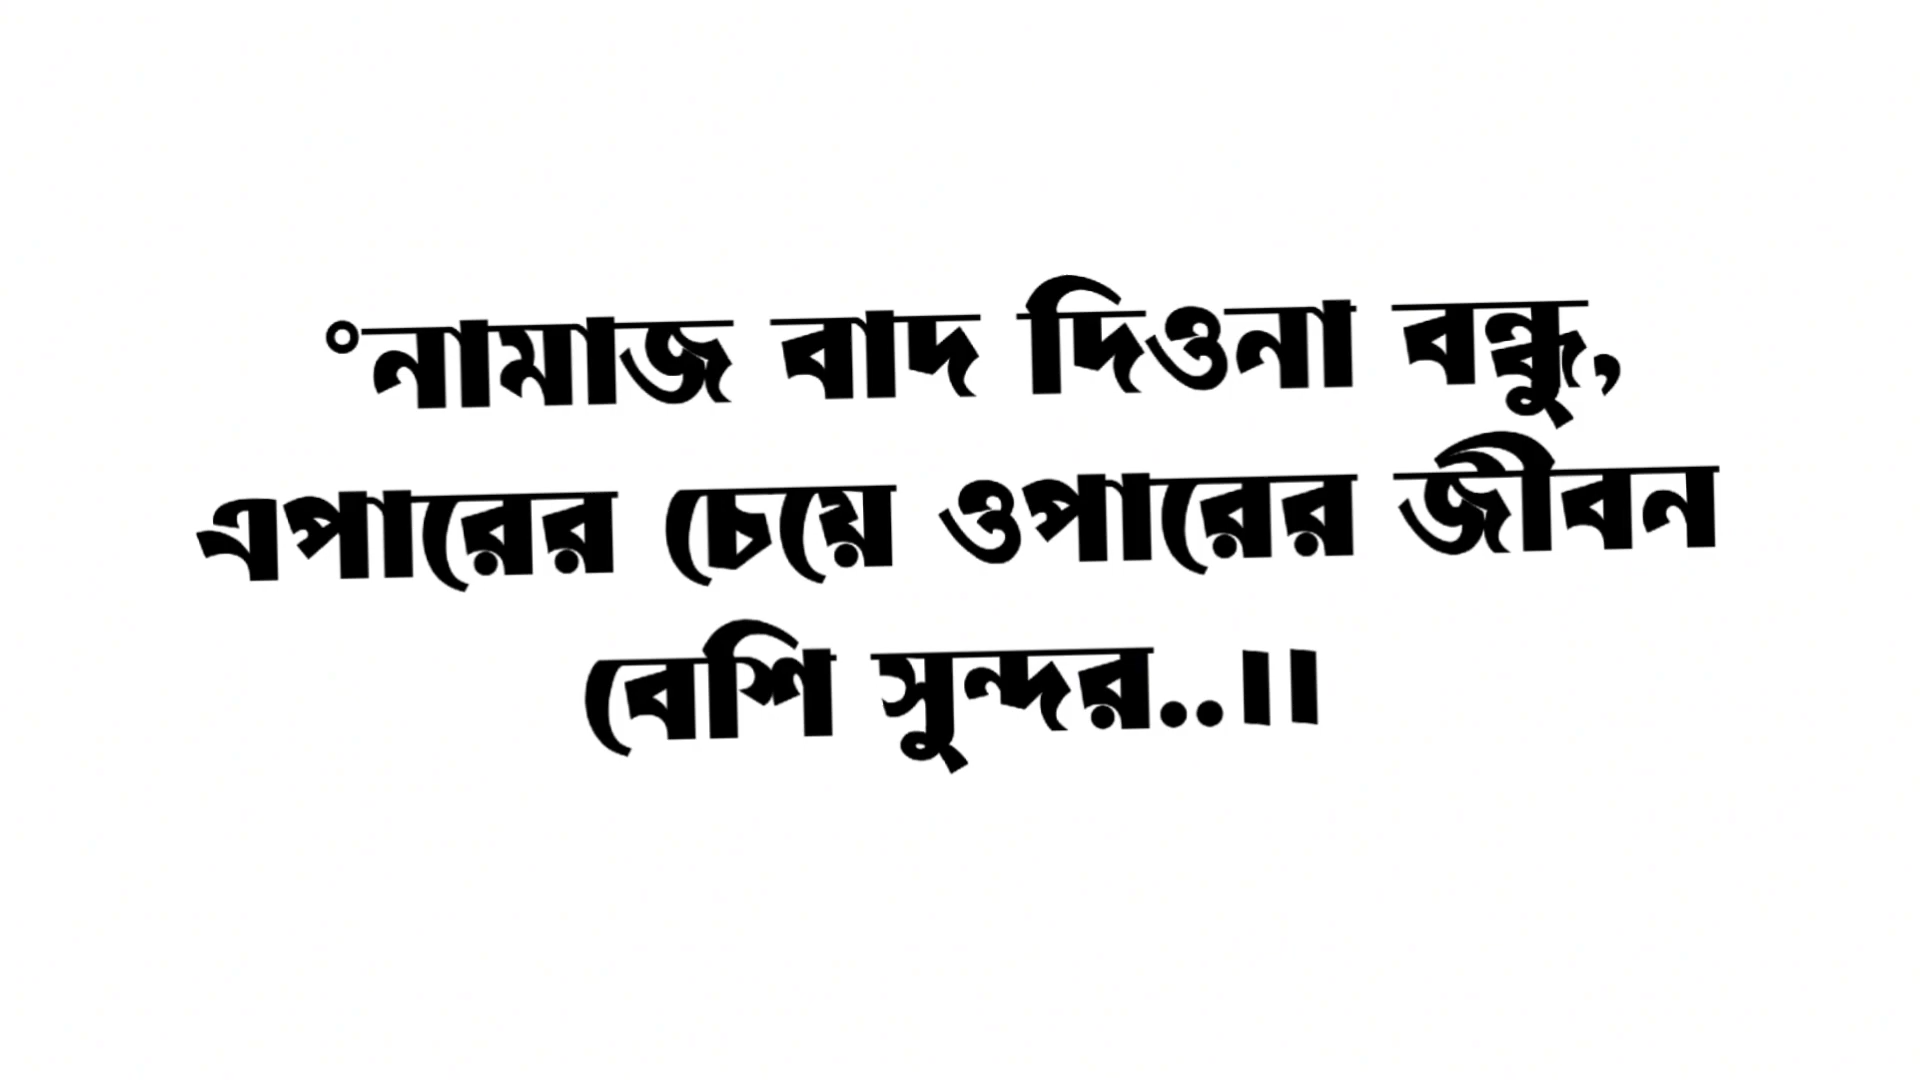 °নামাজ বাদ দিওনা বন্ধু,
এপারের চেয়ে ওপারের জীবন
বেশি সুন্দর..।।